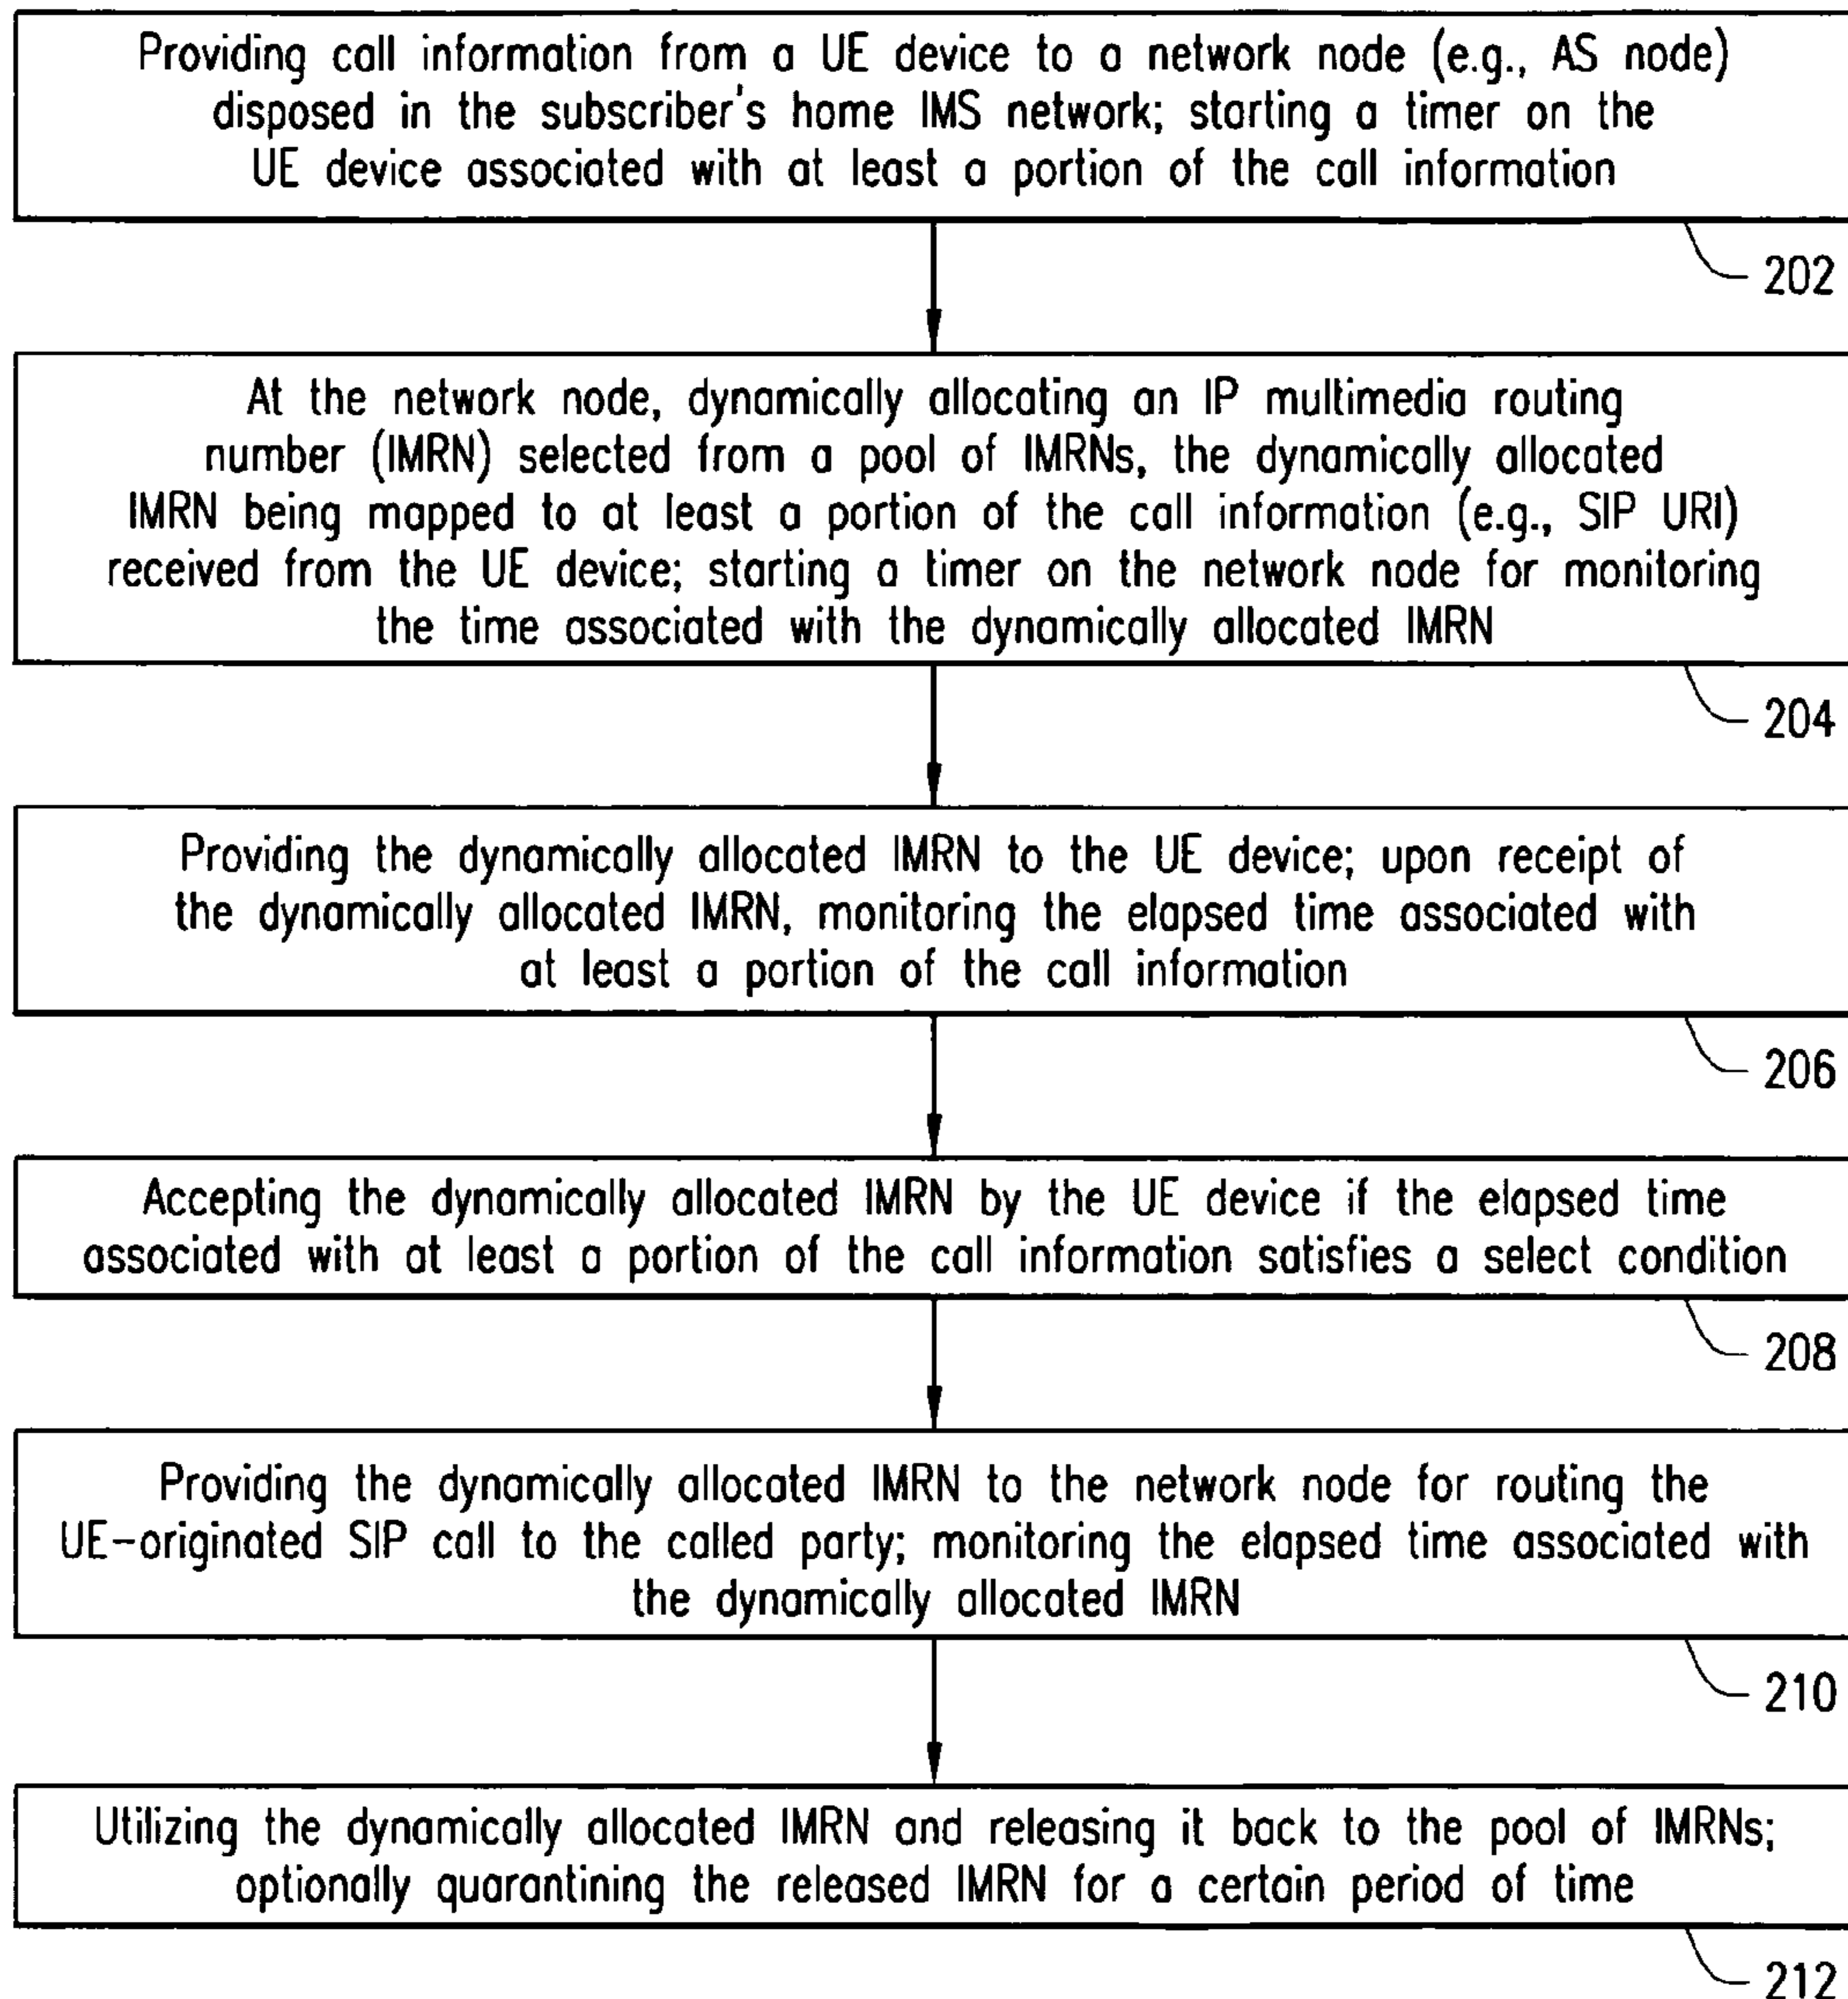 Providing call information from a UE device to a network node (e.g., AS node)
disposed in the subscriber's home IMS network; starting a timer on the
UE device associated with at least a portion of the call information
202
At the network node, dynamically allocating an IP multimedia routing
number (IMRN) selected from a pool of IMRNs, the dynamically allocated
IMRN being mapped to at least a portion of the call information (e.g., SIP URI)
received from the UE device; starting a timer on the network node for monitoring
the time associated with the dynamically allocated IMRN
204
Providing the dynamically allocated IMRN to the UE device; upon receipt of
the dynamically allocated IMRN, monitoring the elapsed time associated with
at least a portion of the call information
206
Accepting the dynamically allocated IMRN by the UE device if the elapsed time
associated with at least a portion of the call information satisfies a select condition
208
Providing the dynamically allocated IMRN to the network node for routing the
UE-originated SIP call to the called party; monitoring the elapsed time associated with
the dynamically allocated IMRN
210
Utilizing the dynamically allocated IMRN and releasing it back to the pool of IMRNs;
optionally quarantining the released IMRN for a certain period of time
212